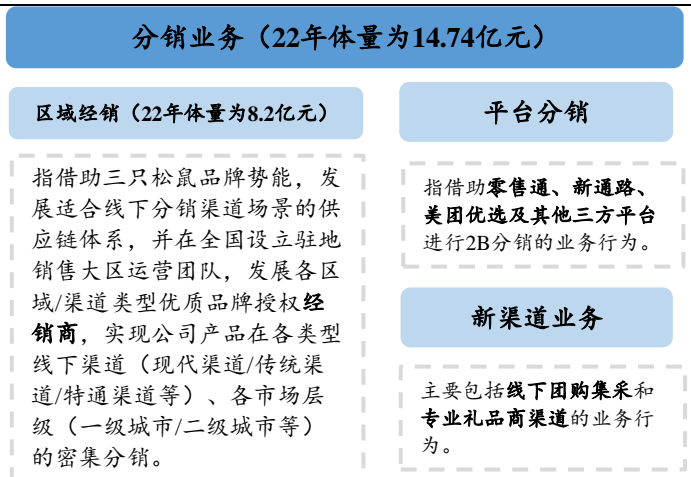 分销业务（22年体量为14.74亿元）
区域经销（22年体量为8.2亿元）
指借助三只松鼠品牌势能，发
展适合线下分销渠道场景的供
应链体系，并在全国设立驻地
销售大区运营团队，发展各区
域/渠道类型优质品牌授权经
销商，实现公司产品在各类型
线下渠道（现代渠道/传统渠
道/特通渠道等）、各市场层
级（一级城市/二级城市等）
的密集分销。
平台分销
指借助零售通、新通路、
美团优选及其他三方平台
进行2B分销的业务行为。
新渠道业务
主要包括线下团购集采和
专业礼品商渠道的业务行
为。